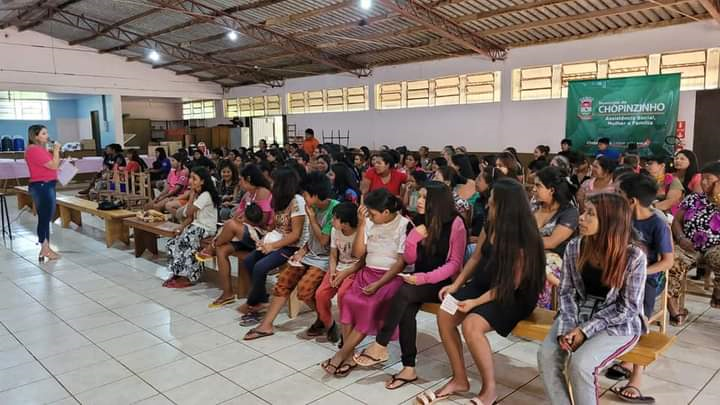 CHOPINZINHO
Assistência Social,
Mulher e Família